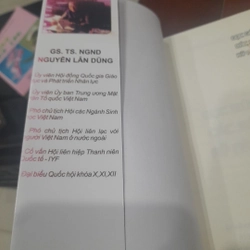 GS. TS. NGND
NGUYỄN LÂN DŨNG
- Ủy viên Hội đồng Quốc gia Giáo
dục và Phát triển Nhân lực
- Ủy viên Ủy ban Trung ương Mặt
trận Tổ quốc Việt Nam
- Phó chủ tịch Hội các Ngành Sinh
học Việt Nam
- Phó chủ tịch Hội liên lạc với
người Việt Nam ở nước ngoài
- Cố vấn Hội liên hiệp Thanh niên
Quốc tế - IYF
- Đại biểu Quốc hội khóa X,XI,XII